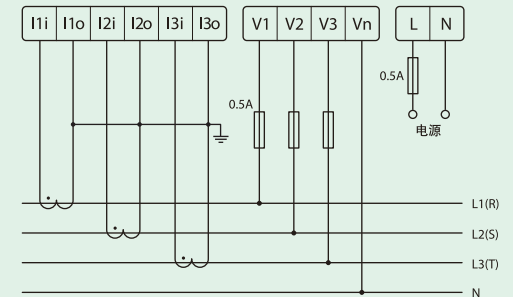 I1i I1o I2i I2o I3i I3o V1 V2 V3 Vn L N
0.5A
0.5A
电源
L1(R)
L2(S)
L3(T)
N